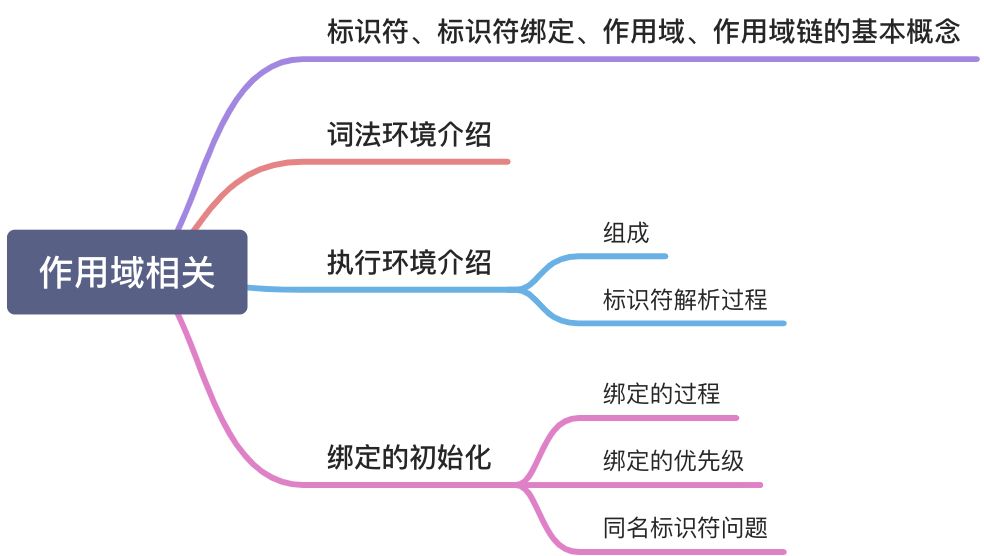 作用域相关
标识符、标识符绑定、作用域、作用域链的基本概念
词法环境介绍
执行环境介绍
组成
标识符解析过程
绑定的初始化
绑定的过程
绑定的优先级
同名标识符问题